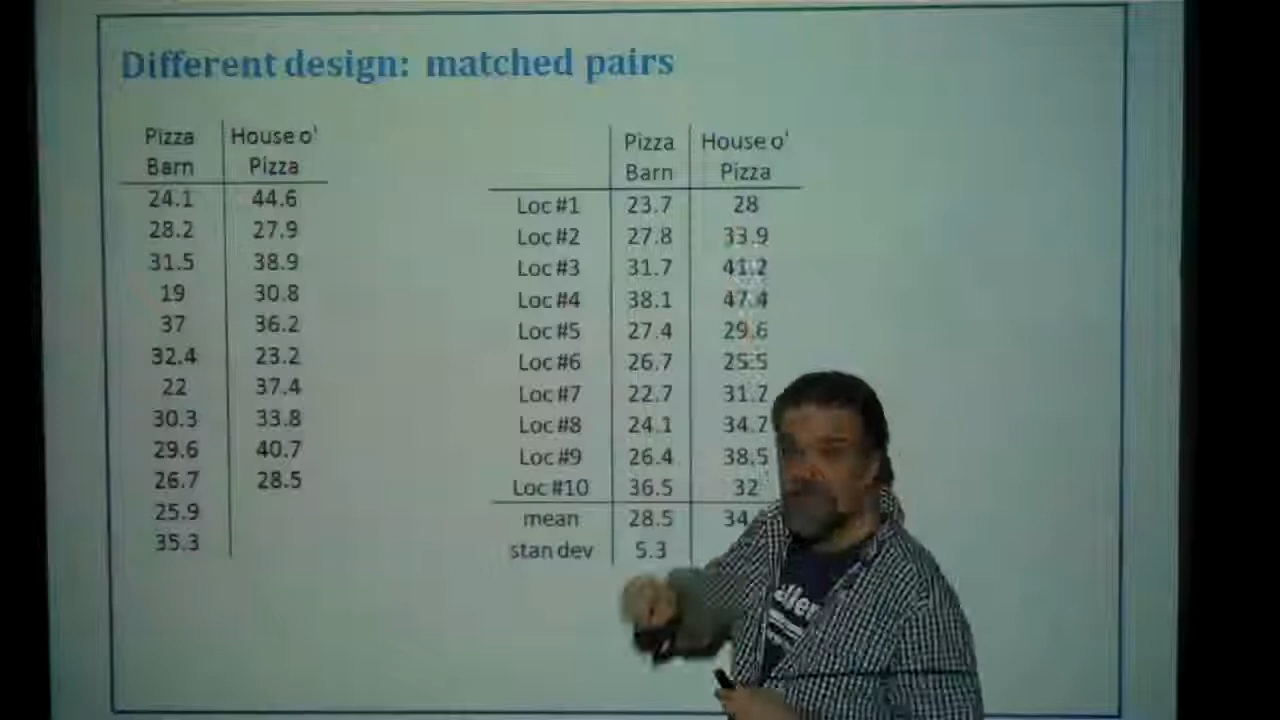 Different design: matched pairs
Pizza Barn House o' Pizza
24.1 44.6
28.2 27.9
31.5 38.9
19 30.8
37 36.2
32.4 23.2
22 37.4
30.3 33.8
29.6 40.7
26.7 28.5
25.9
35.3
Pizza Barn House o' Pizza
Loc #1 23.7 28
Loc #2 27.8 33.9
Loc #3 31.7 41.2
Loc #4 38.1 47.4
Loc #5 27.4 29.6
Loc #6 26.7 25.5
Loc #7 22.7 31.7
Loc #8 24.1 34.7
Loc #9 26.4 38.5
Loc #10 36.5 32
mean 28.5
stan dev 5.3